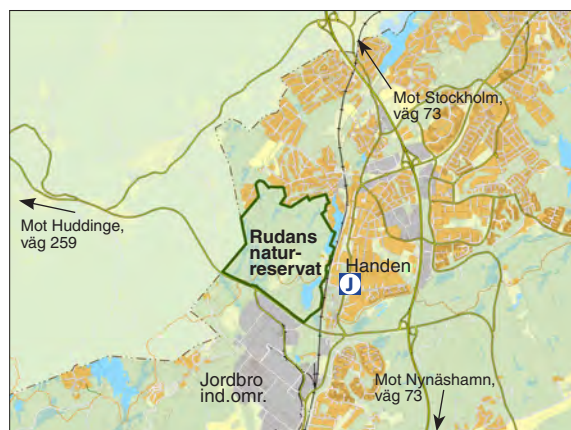 Mot Stockholm,
väg 73
Mot Huddinge,
väg 259
Rudans
natur-
reservat
Handen
J
Jordbro
ind.omr.
Mot Nynäshamn,
väg 73